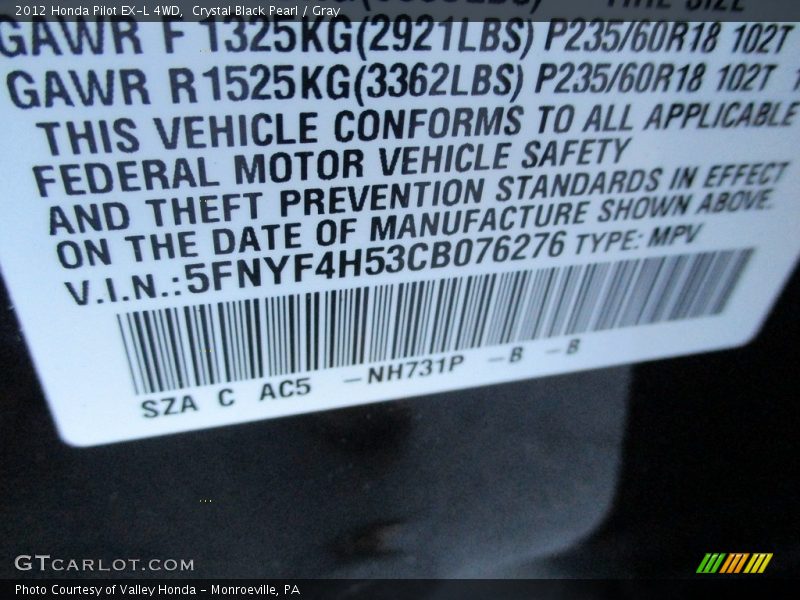 2012 Honda Pilot EX-L 4WD,  Crystal Black Pearl / Gray
TIRE SIZE
GAWR F 1325KG(2921LBS) P235/60R18 102T
GAWR R 1525KG(3362LBS) P235/60R18 102T
THIS VEHICLE CONFORMS TO ALL APPLICABLE
FEDERAL MOTOR VEHICLE SAFETY
AND THEFT PREVENTION STANDARDS IN EFFECT
ON THE DATE OF MANUFACTURE SHOWN ABOVE.
V.I.N.:5FNYF4H53CB076276 TYPE: MPV
SZA C AC5 -NH731P -B -B
GTCARLOT.COM
Photo Courtesy of Valley Honda - Monroeville, PA